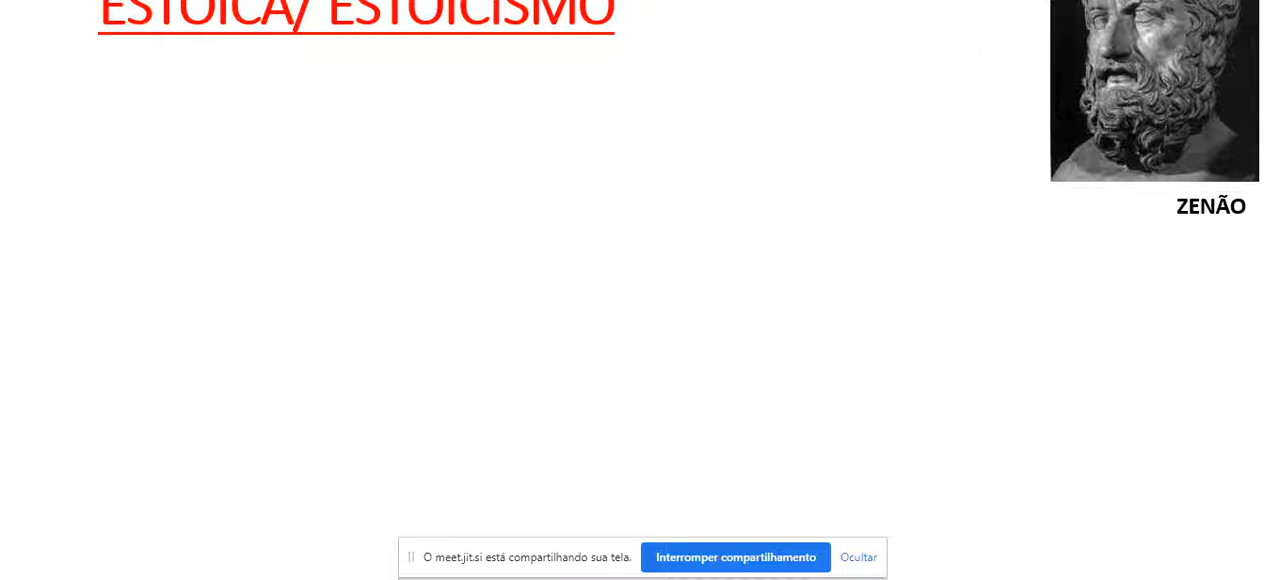 ESTOICA/ ESTOICISMO
ZENÃO
O meet.jit.si está compartilhando sua tela. Interromper compartilhamento Ocultar